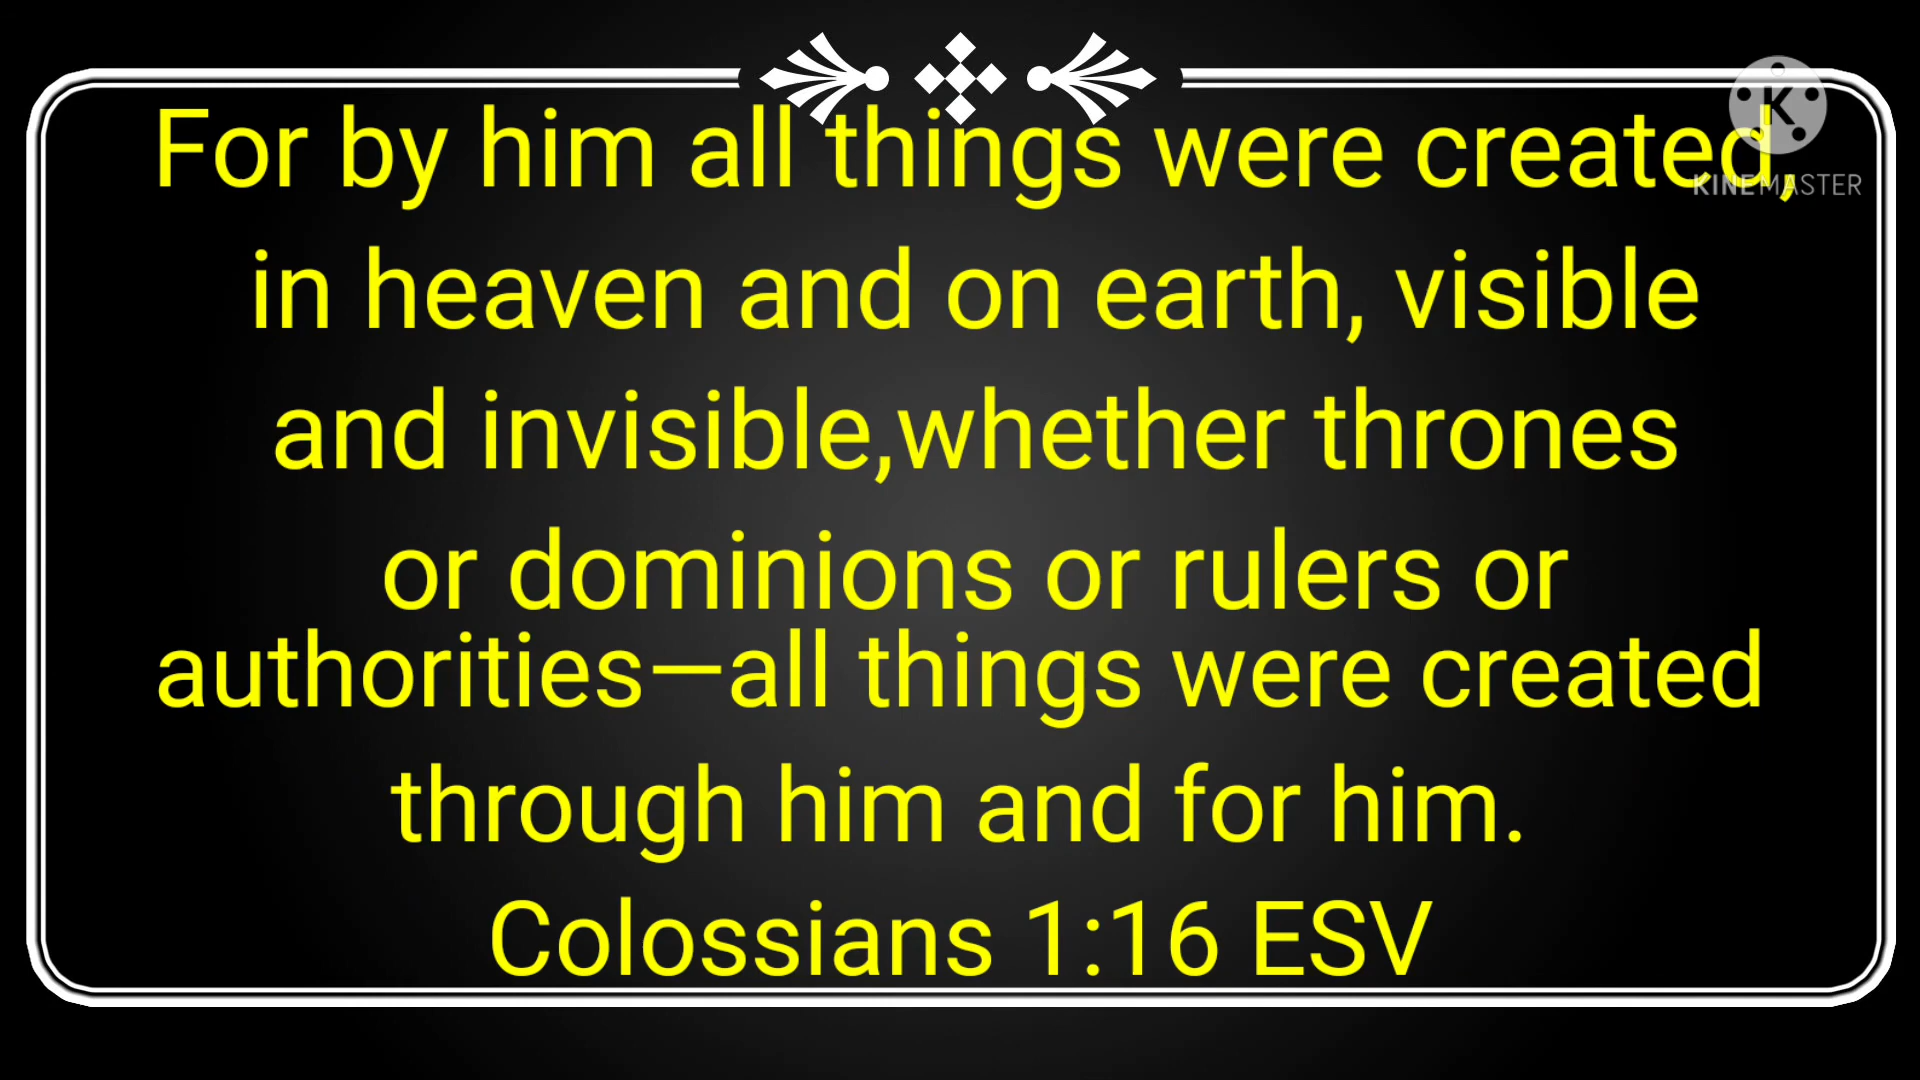 For by him all things were created,
in heaven and on earth, visible
and invisible,whether thrones
or dominions or rulers or
authorities—all things were created
through him and for him.
Colossians 1:16 ESV
K
KINEMASTER